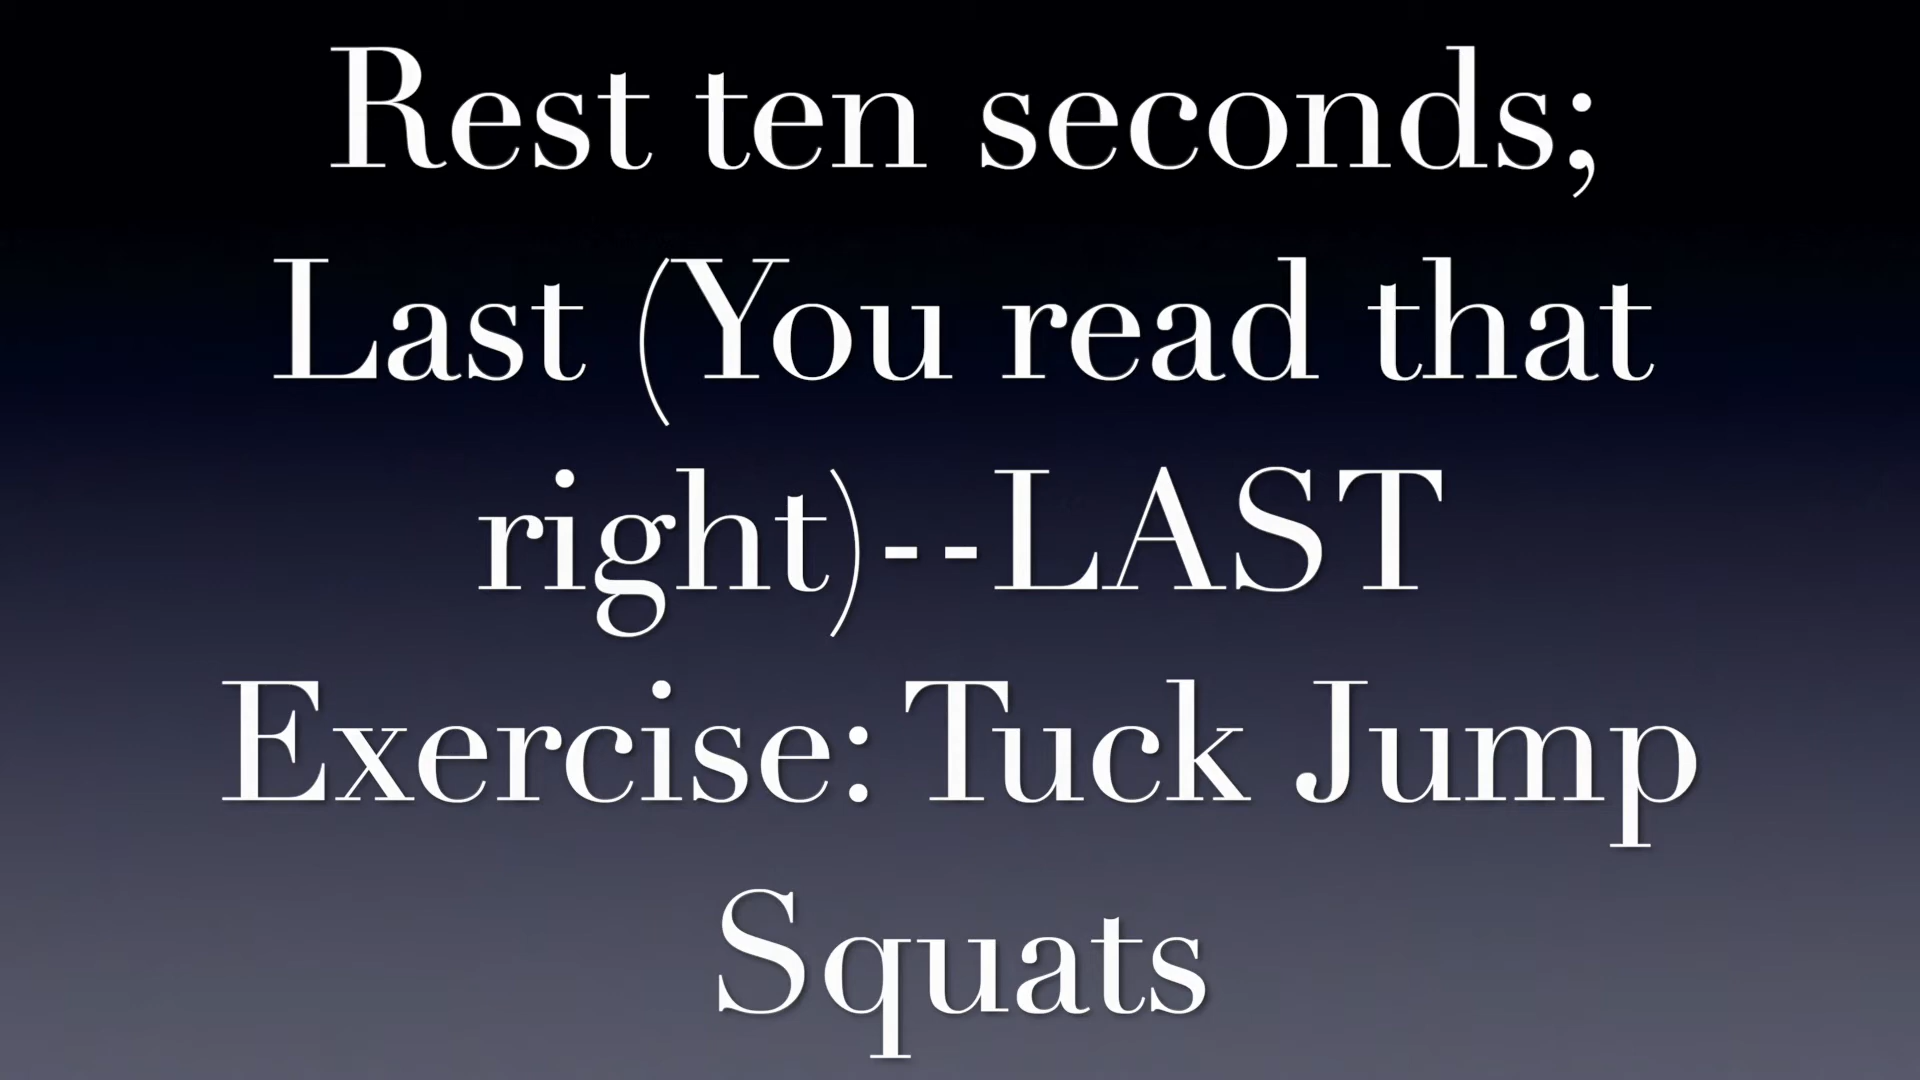 Rest ten seconds;
Last (You read that
right)--LAST
Exercise: Tuck Jump
Squats